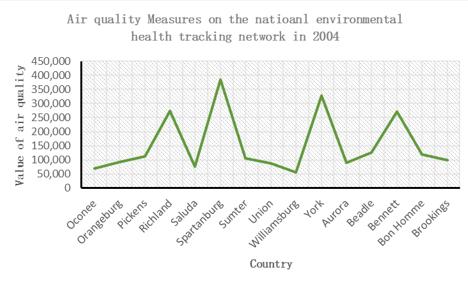 Air quality Measures on the natioanl environmental
health tracking network in 2004
Value of air quality
450,000
400,000
350,000
300,000
250,000
200,000
150,000
100,000
50,000
0
Oconee
Orangeburg
Pickens
Richland
Saluda
Spartanburg
Sumter
Union
Williamsburg
York
Aurora
Beadle
Bennett
Bon Homme
Brookings
Country